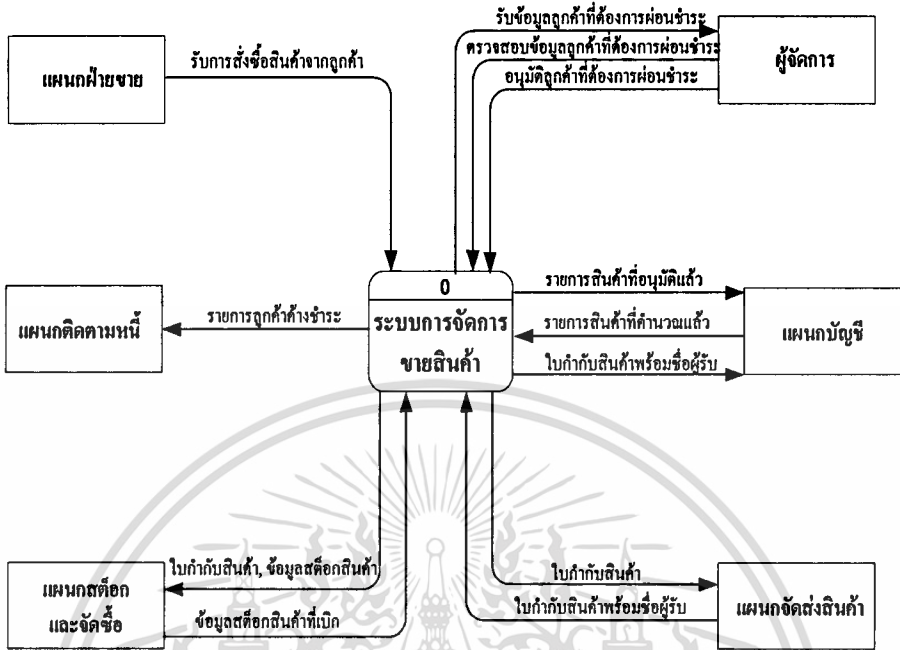 รับข้อมูลลูกค้าที่ต้องการผ่อนชำระ
แผนกฝ่ายขาย
รับการสั่งซื้อสินค้าจากลูกค้า
ตรวจสอบข้อมูลลูกค้าที่ต้องการผ่อนชำระ
อนุมัติลูกค้าที่ต้องการผ่อนชำระ
ผู้จัดการ
0
ระบบการจัดการ
ขายสินค้า
แผนกติดตามหนี้
รายการลูกค้าค้างชำระ
รายการสินค้าที่อนุมัติแล้ว
รายการสินค้าที่คำนวณแล้ว
ใบกำกับสินค้าพร้อมชื่อผู้รับ
แผนกบัญชี
แผนกสต็อก
และจัดซื้อ
ใบกำกับสินค้า, ข้อมูลสต็อกสินค้า
ข้อมูลสต็อกสินค้าที่เบิก
ใบกำกับสินค้า
ใบกำกับสินค้าพร้อมชื่อผู้รับ
แผนกจัดส่งสินค้า